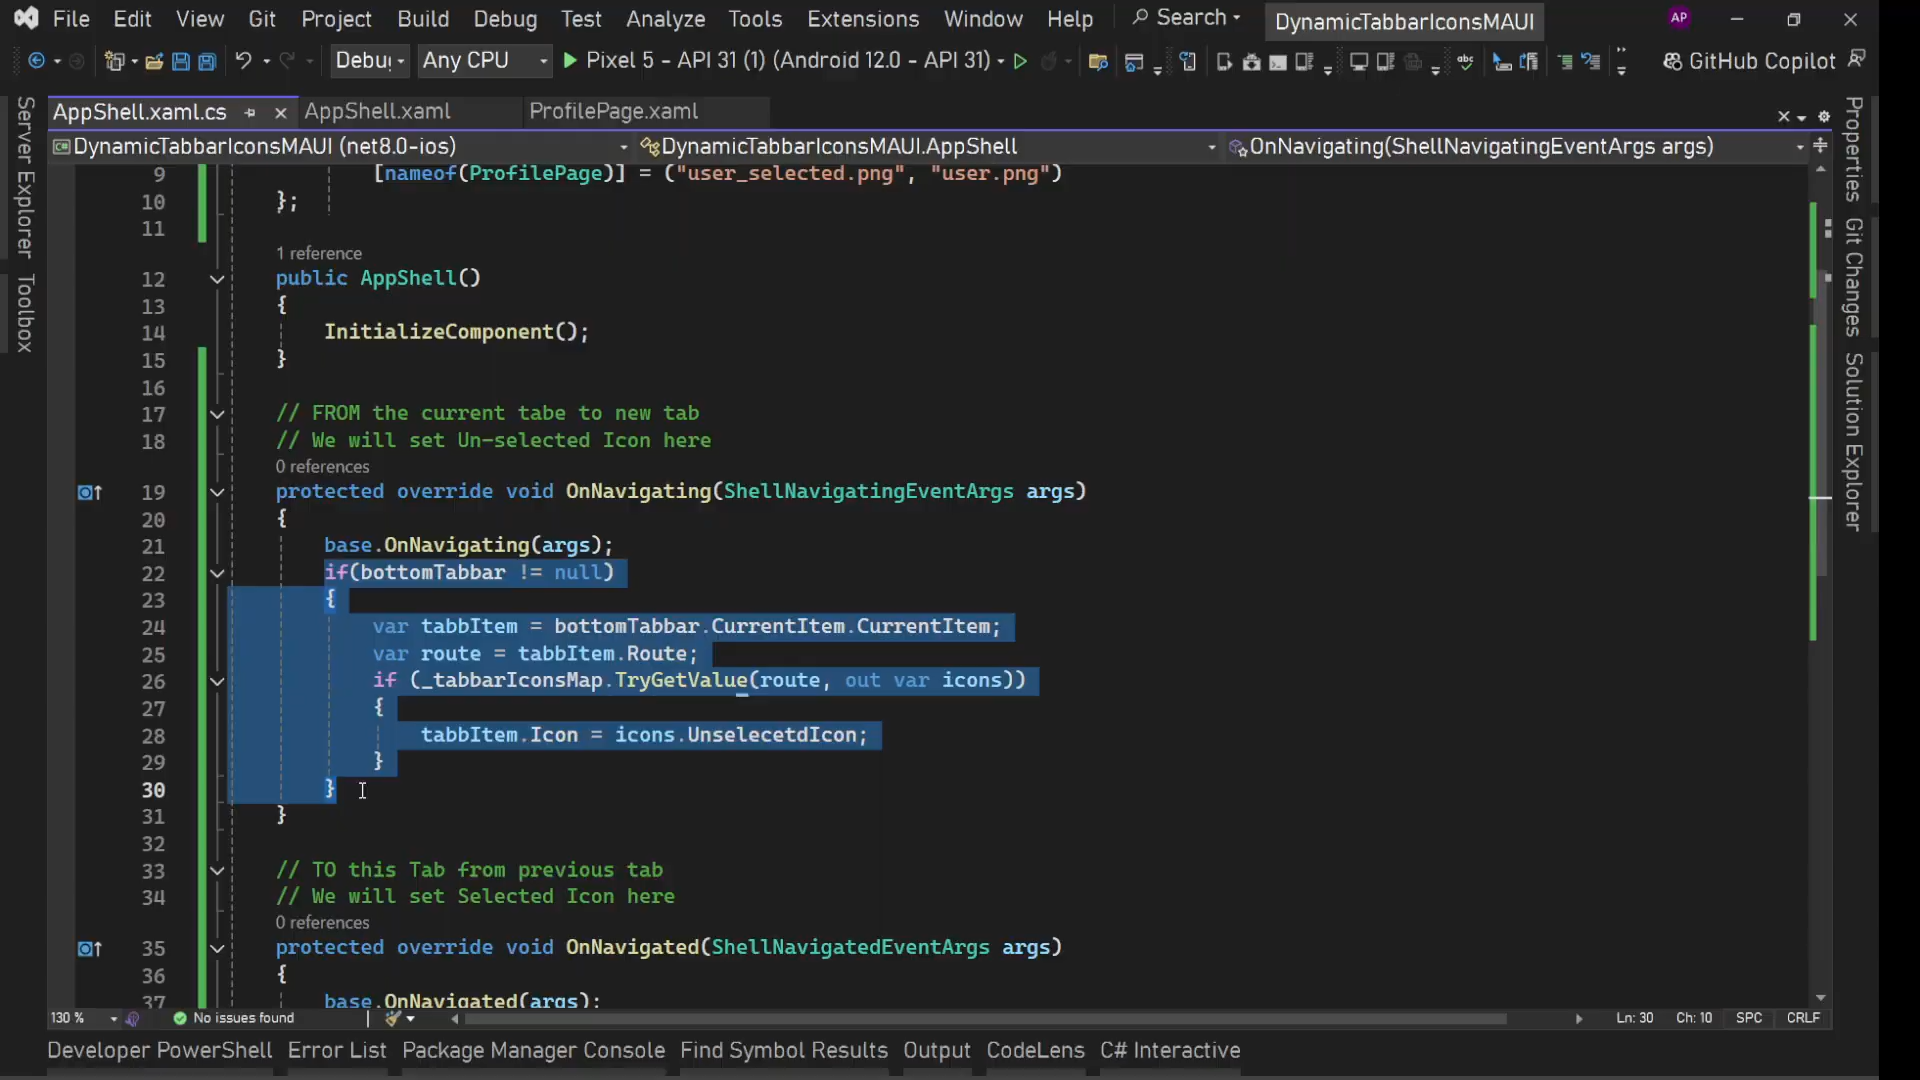 File Edit View Git Project Build Debug Test Analyze Tools Extensions Window Help Search DynamicTabbarIconsMAUI AP
Debug Any CPU Pixel 5 - API 31 (1) (Android 12.0 - API 31) GitHub Copilot
AppShell.xaml.cs AppShell.xaml ProfilePage.xaml
DynamicTabbarIconsMAUI (net8.0-ios) DynamicTabbarIconsMAUI.AppShell OnNavigating(ShellNavigatingEventArgs args)
Server Explorer
Toolbox
9 [nameof(ProfilePage)] = ("user_selected.png", "user.png")
10 };
11
1 reference
12 public AppShell()
13 {
14 InitializeComponent();
15 }
16
17 // FROM the current tabe to new tab
18 // We will set Un-selected Icon here
0 references
19 protected override void OnNavigating(ShellNavigatingEventArgs args)
20 {
21 base.OnNavigating(args);
22 if(bottomTabbar != null)
23 {
24 var tabbItem = bottomTabbar.CurrentItem.CurrentItem;
25 var route = tabbItem.Route;
26 if (_tabbarIconsMap.TryGetValue(route, out var icons))
27 {
28 tabbItem.Icon = icons.UnselecetdIcon;
29 }
30 }
31 }
32
33 // TO this Tab from previous tab
34 // We will set Selected Icon here
0 references
35 protected override void OnNavigated(ShellNavigatedEventArgs args)
36 {
37 base.OnNavigated(args);
Properties
Git Changes
Solution Explorer
130 % No issues found Ln: 30 Ch: 10 SPC CRLF
Developer PowerShell Error List Package Manager Console Find Symbol Results Output CodeLens C# Interactive